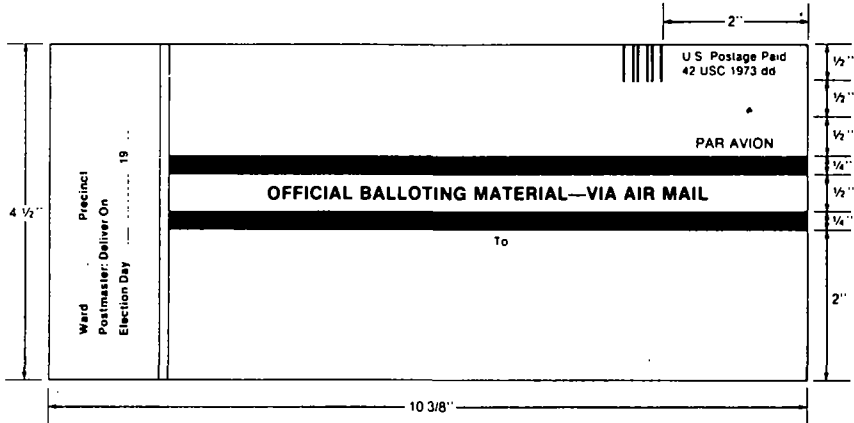 2"
U S Postage Paid
42 USC 1973 dd
½"
½"
½"
PAR AVION
¼"
OFFICIAL BALLOTING MATERIAL—VIA AIR MAIL
½"
¼"
To
2"
4 ½"
Ward Precinct
Postmaster: Deliver On
Election Day 19
10 3/8"